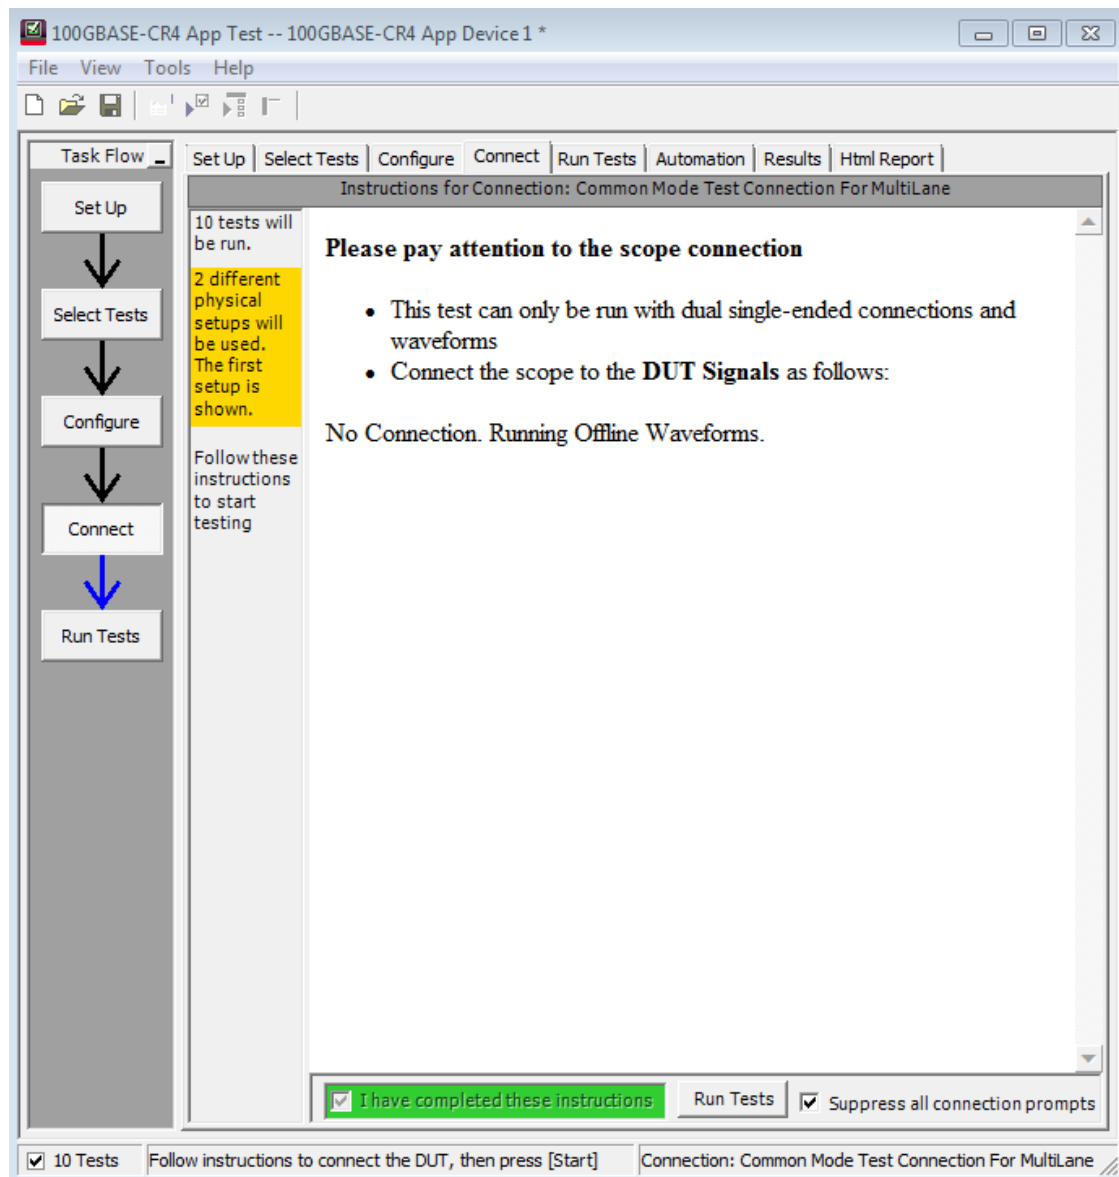 100GBASE-CR4 App Test -- 100GBASE-CR4 App Device 1 *
File View Tools Help
Task Flow
Set Up
Select Tests
Configure
Connect
Run Tests
Set Up Select Tests Configure Connect Run Tests Automation Results Html Report
Instructions for Connection: Common Mode Test Connection For MultiLane
10 tests will
be run.
2 different
physical
setups will
be used.
The first
setup is
shown.
Follow these
instructions
to start
testing
Please pay attention to the scope connection
• This test can only be run with dual single-ended connections and
waveforms
• Connect the scope to the DUT Signals as follows:
No Connection. Running Offline Waveforms.
I have completed these instructions Run Tests Suppress all connection prompts
10 Tests Follow instructions to connect the DUT, then press [Start] Connection: Common Mode Test Connection For MultiLane